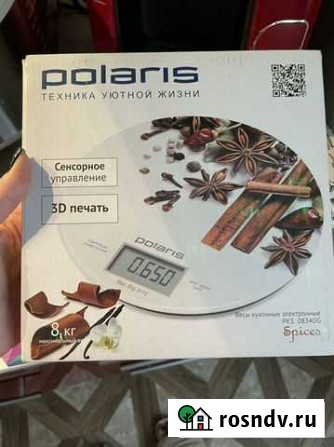 polaris
ТЕХНИКА УЮТНОЙ ЖИЗНИ
Сенсорное
управление
3D печать
polaris
0.650
8 кг
Весы кухонные электронные
PKS 0834DG
Spices
rosndv.ru